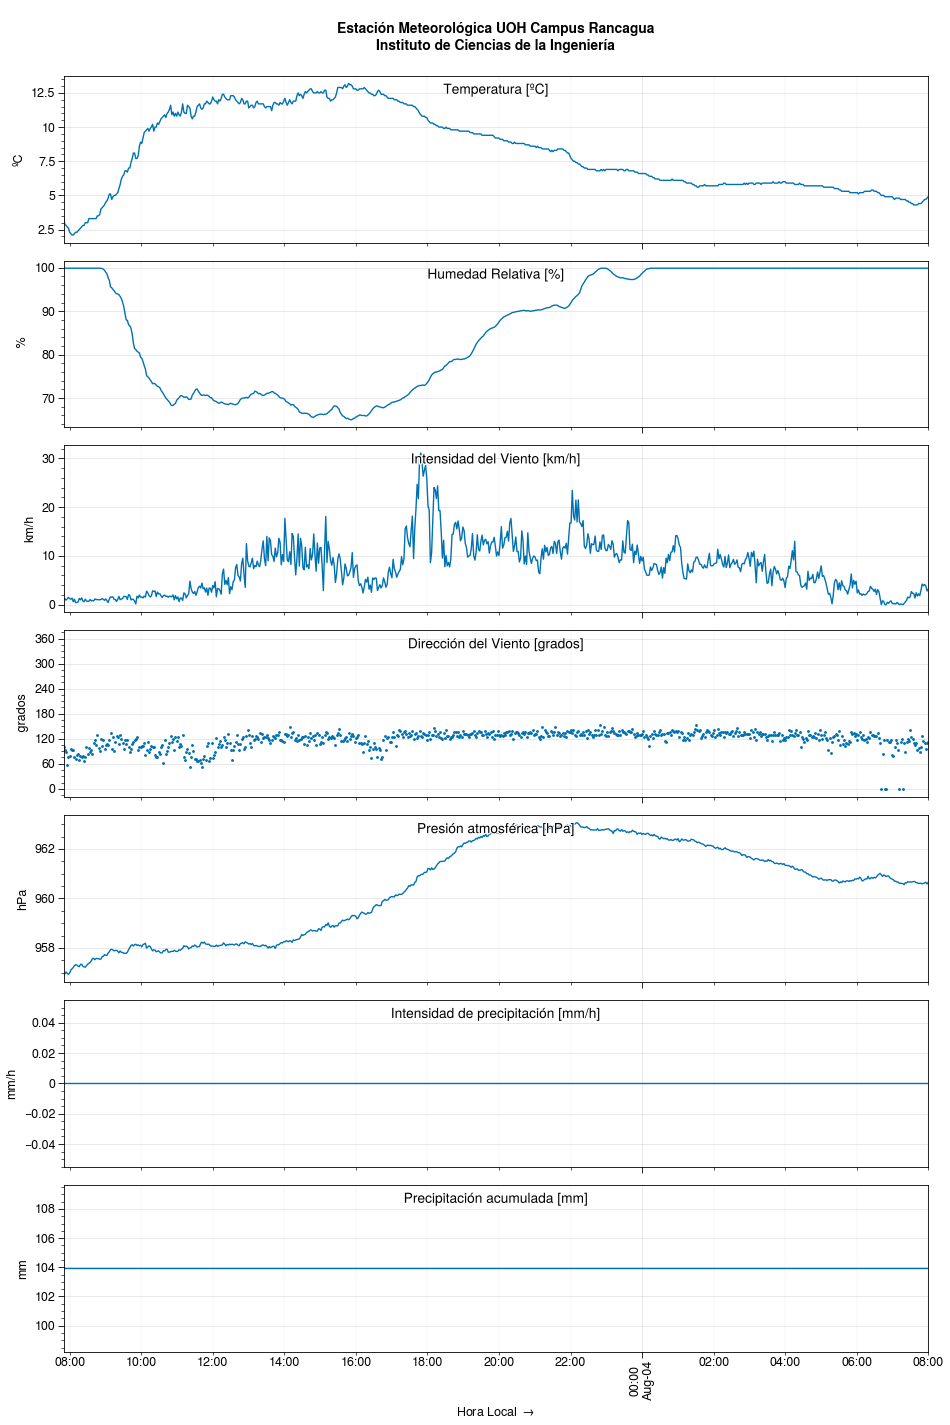 Estación Meteorológica UOH Campus Rancagua
Instituto de Ciencias de la Ingeniería
Temperatura [ºC]
ºC
12.5
10
7.5
5
2.5
Humedad Relativa [%]
%
100
90
80
70
Intensidad del Viento [km/h]
km/h
30
20
10
0
Dirección del Viento [grados]
grados
360
300
240
180
120
60
0
Presión atmosférica [hPa]
hPa
962
960
958
Intensidad de precipitación [mm/h]
mm/h
0.04
0.02
0
−0.02
−0.04
Precipitación acumulada [mm]
mm
108
106
104
102
100
08:00 10:00 12:00 14:00 16:00 18:00 20:00 22:00 00:00 02:00 04:00 06:00 08:00
Aug-04
Hora Local →